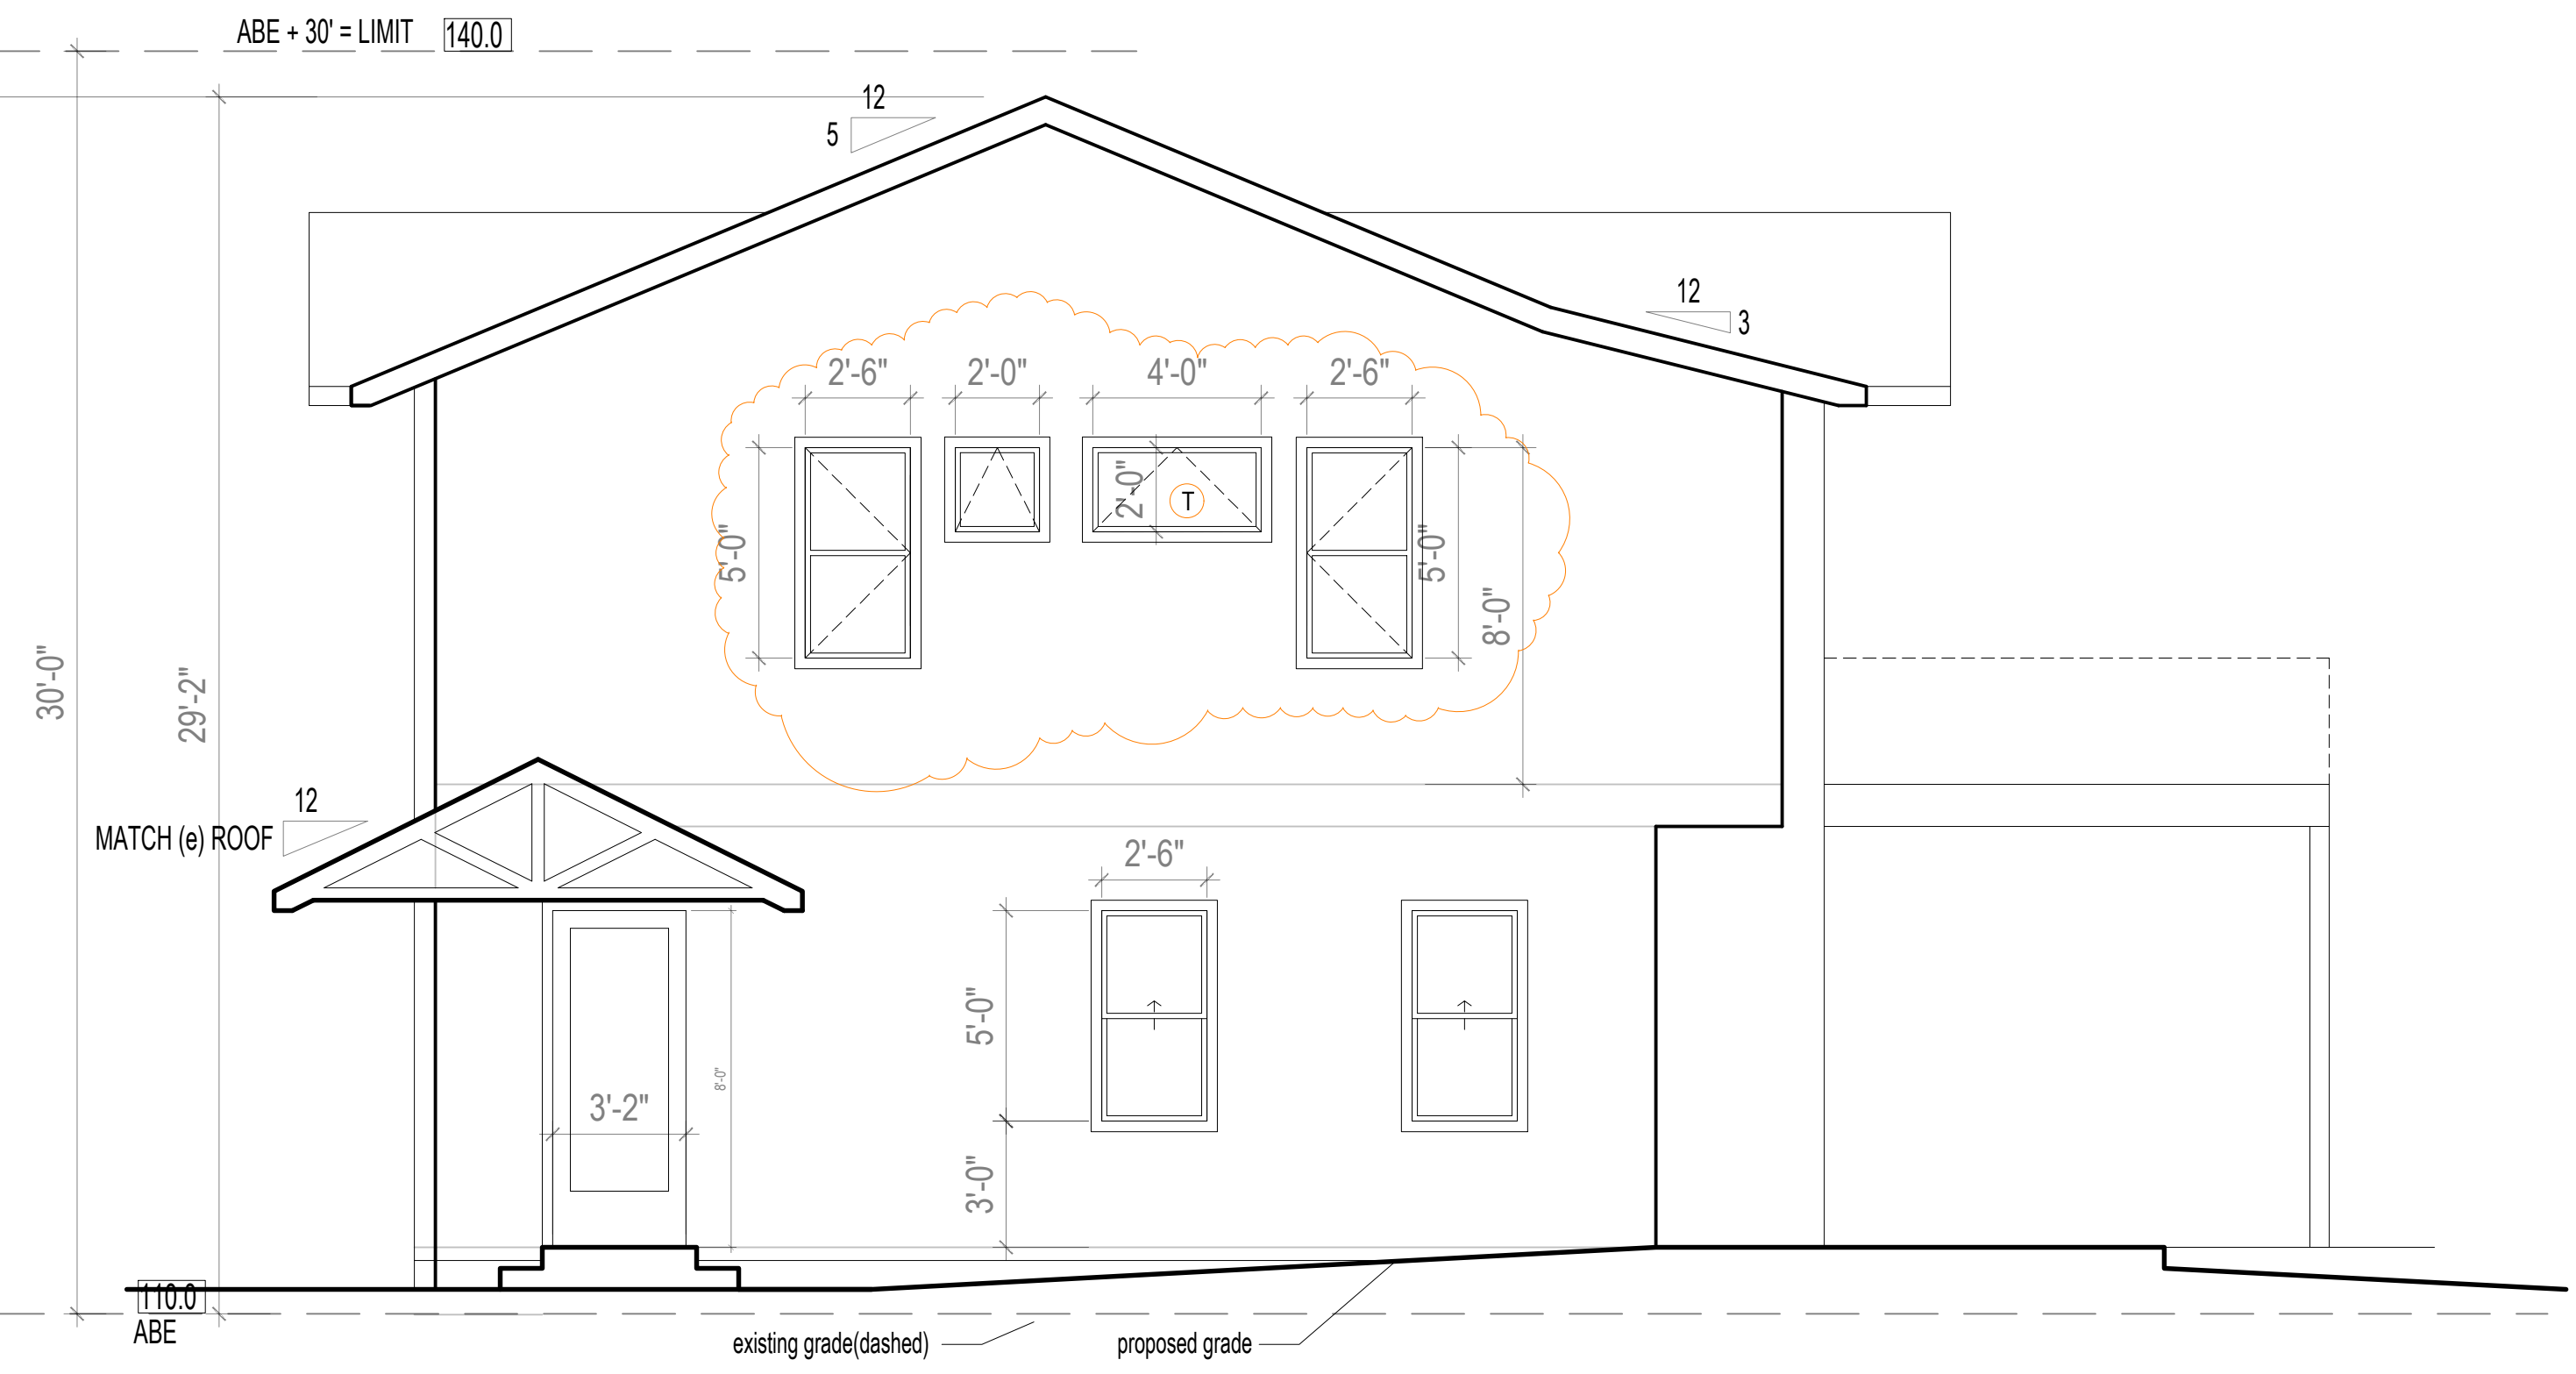 ABE + 30' = LIMIT 140.0
12
5
12
3
2'-6" 2'-0" 4'-0" 2'-6"
2'-0"
T
5'-0"
5'-0"
8'-0"
30'-0"
29'-2"
12
MATCH (e) ROOF
2'-6"
5'-0"
8'-0"
3'-2"
3'-0"
110.0
ABE
existing grade(dashed)
proposed grade